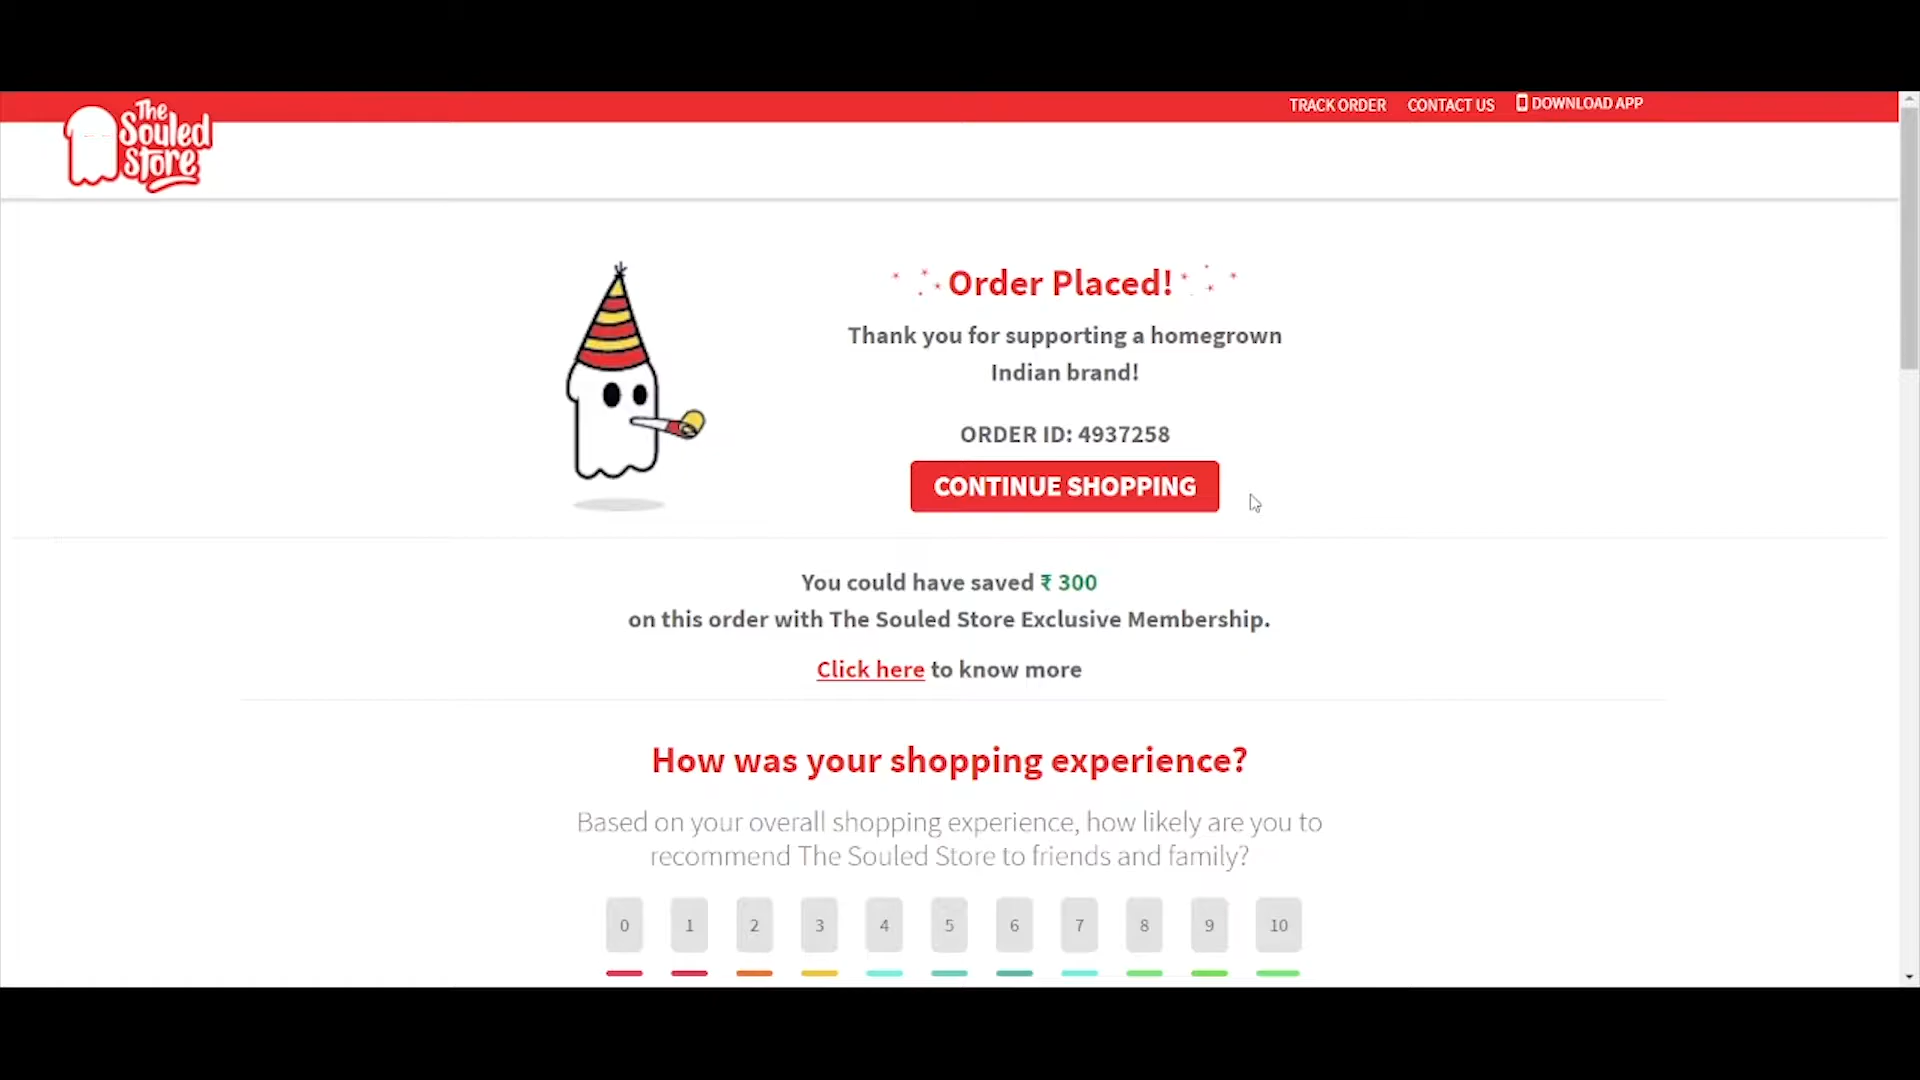 The
Souled
Store
TRACK ORDER CONTACT US DOWNLOAD APP
Order Placed!
Thank you for supporting a homegrown
Indian brand!
ORDER ID: 4937258
CONTINUE SHOPPING
You could have saved ₹ 300
on this order with The Souled Store Exclusive Membership.
Click here to know more
How was your shopping experience?
Based on your overall shopping experience, how likely are you to
recommend The Souled Store to friends and family?
0 1 2 3 4 5 6 7 8 9 10